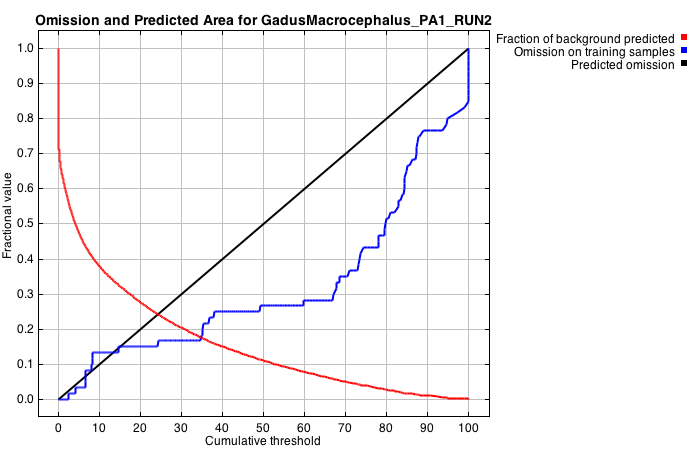 Omission and Predicted Area for GadusMacrocephalus_PA1_RUN2
Fraction of background predicted
Omission on training samples
Predicted omission
Fractional value
1.0
0.9
0.8
0.7
0.6
0.5
0.4
0.3
0.2
0.1
0.0
0 10 20 30 40 50 60 70 80 90 100
Cumulative threshold